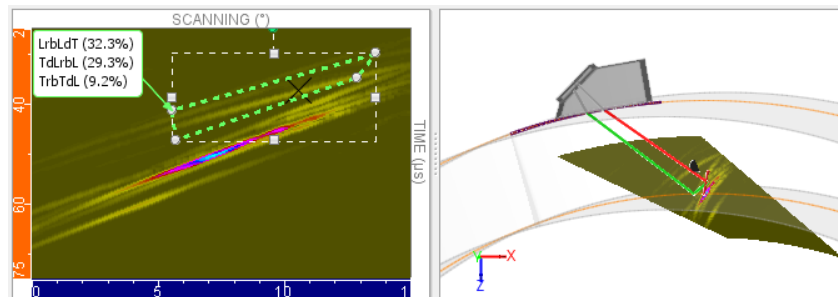 SCANNING (°)
2
LrbLdT (32.3%)
TdLrbL (29.3%)
TrbTdL (9.2%)
40
TIME (µs)
60
75
0
5
10
1
Y
X
Z